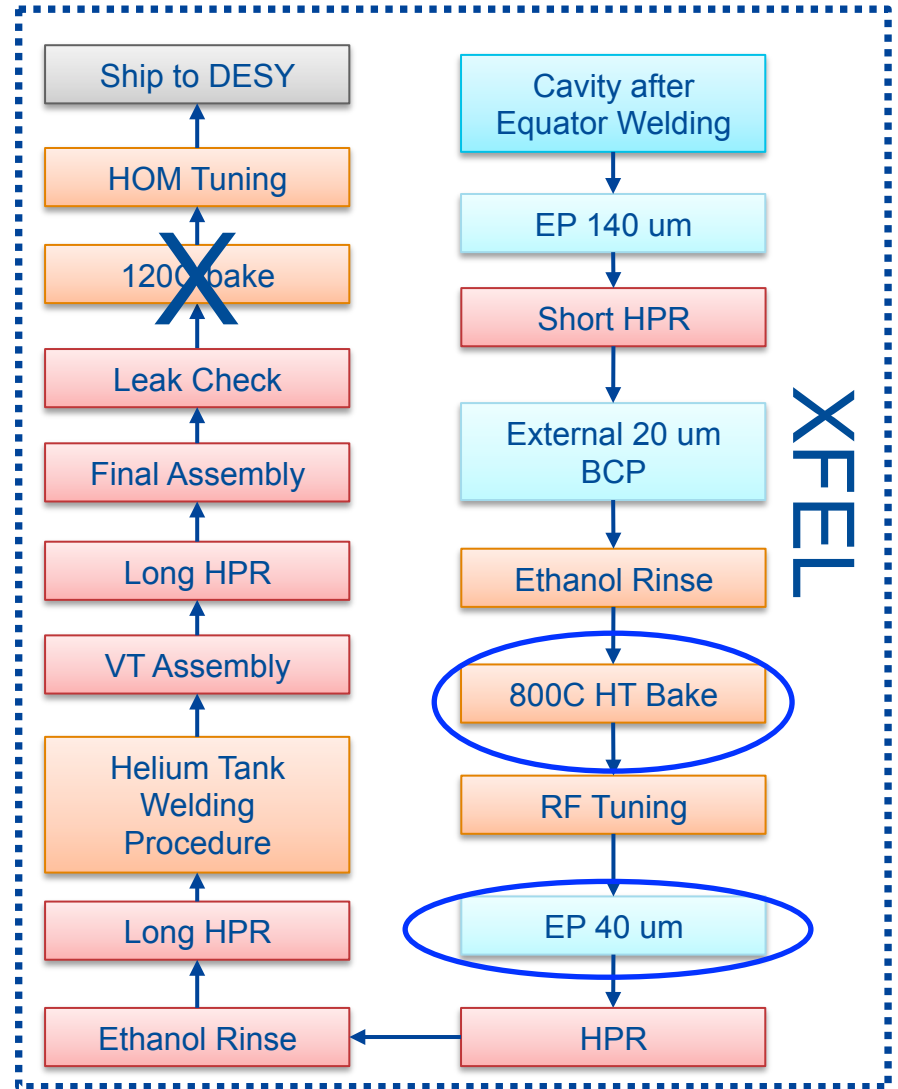 Cavity after
Equator Welding
EP 140 um
Short HPR
External 20 um
BCP
Ethanol Rinse
800C HT Bake
RF Tuning
EP 40 um
HPR
Ethanol Rinse
Long HPR
Helium Tank
Welding
Procedure
VT Assembly
Long HPR
Final Assembly
Leak Check
120C bake
X
HOM Tuning
Ship to DESY
XFEL